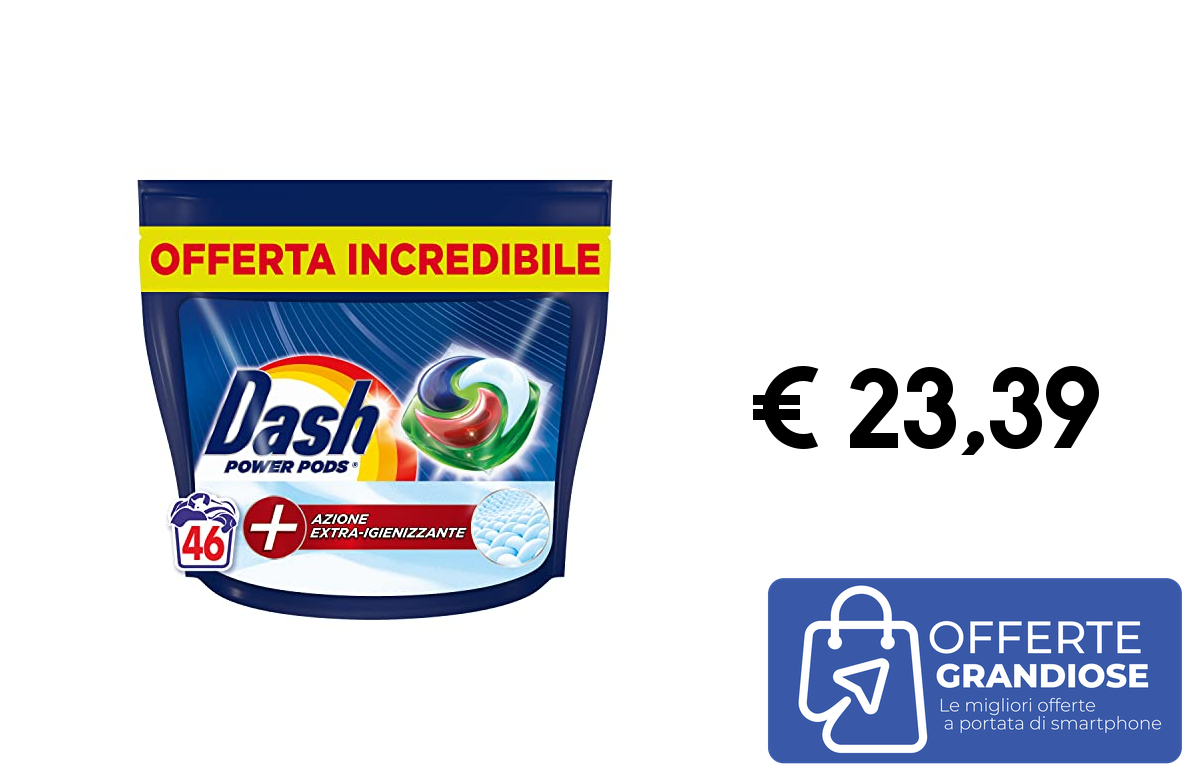 OFFERTA INCREDIBILE
Dash
POWER PODS®
46
AZIONE
EXTRA-IGIENIZZANTE
€ 23,39
OFFERTE
GRANDIOSE
Le migliori offerte
a portata di smartphone